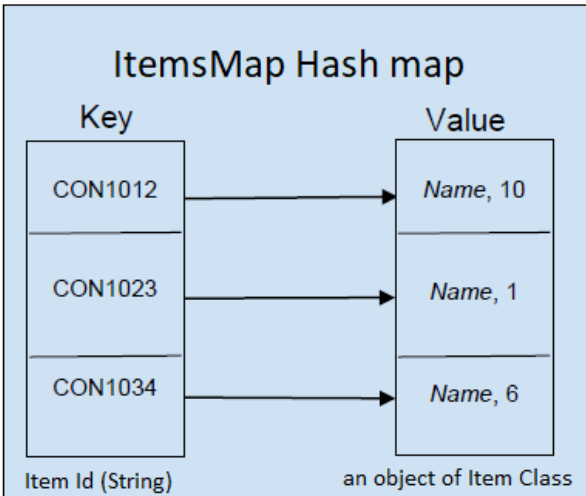 ItemsMap Hash map
Key Value
CON1012 Name, 10
CON1023 Name, 1
CON1034 Name, 6
Item Id (String) an object of Item Class